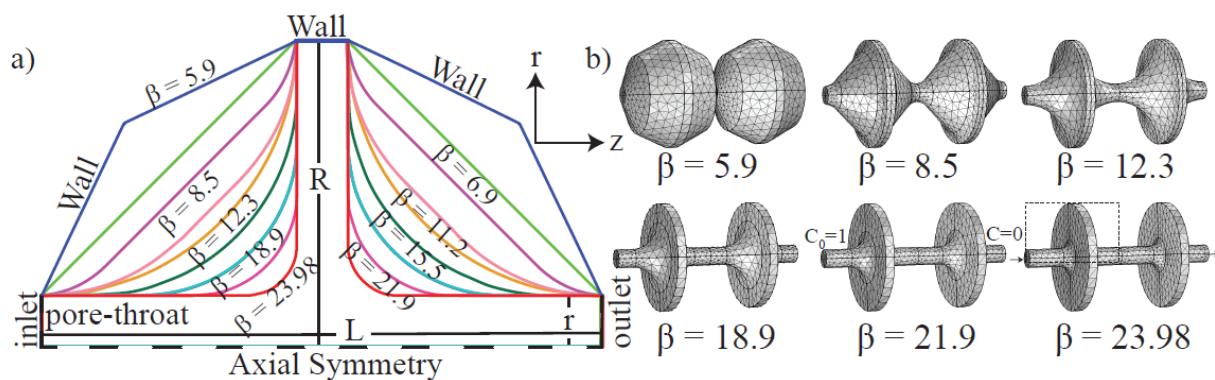 a)
Wall
β = 5.9
Wall
Wall
r
z
β = 8.5
β = 12.3
β = 18.9
β = 23.98
R
β = 6.9
β = 11.2
β = 15.5
β = 21.9
inlet
pore-throat
L
r
outlet
Axial Symmetry
b)
β = 5.9
β = 8.5
β = 12.3
C₀=1
C=0
β = 18.9
β = 21.9
β = 23.98